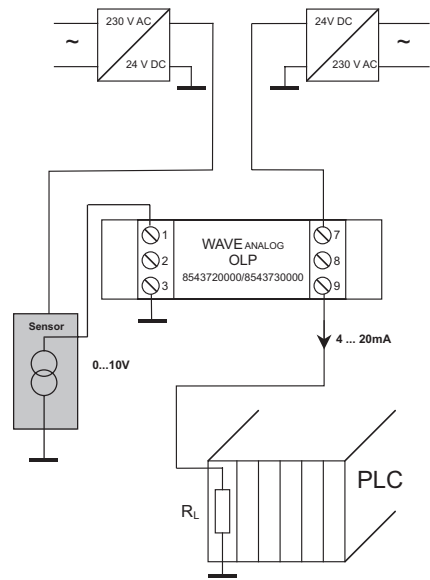 230 V AC
24 V DC
~
24V DC
230 V AC
~
1
2
3
WAVE ANALOG
OLP
8543720000/8543730000
7
8
9
Sensor
0...10V
4 ... 20mA
PLC
RL